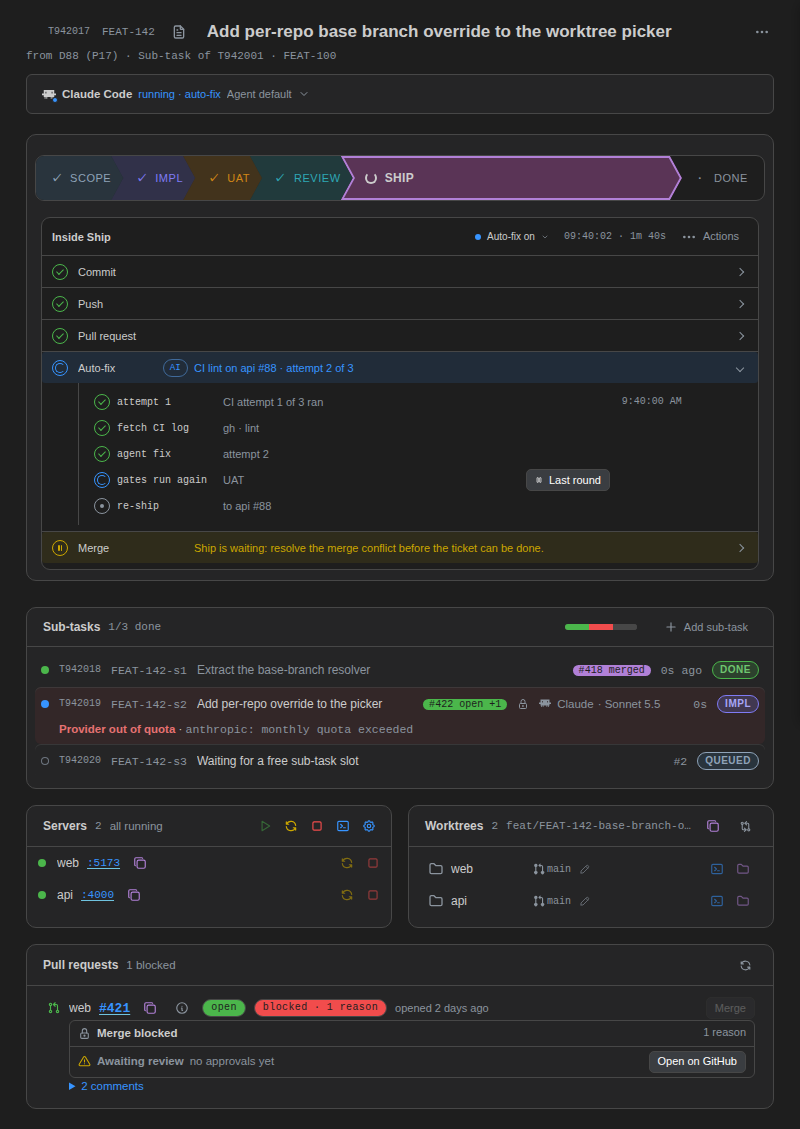 T942017 FEAT-142 Add per-repo base branch override to the worktree picker
from D88 (P17) · Sub-task of T942001 · FEAT-100
Claude Code running · auto-fix Agent default
SCOPE IMPL UAT REVIEW SHIP DONE
Inside Ship Auto-fix on 09:40:02 · 1m 40s Actions
Commit
Push
Pull request
Auto-fix AI CI lint on api #88 · attempt 2 of 3
attempt 1 CI attempt 1 of 3 ran 9:40:00 AM
fetch CI log gh · lint
agent fix attempt 2
gates run again UAT Last round
re-ship to api #88
Merge Ship is waiting: resolve the merge conflict before the ticket can be done.
Sub-tasks 1/3 done Add sub-task
T942018 FEAT-142-s1 Extract the base-branch resolver #418 merged 0s ago DONE
T942019 FEAT-142-s2 Add per-repo override to the picker #422 open +1 Claude · Sonnet 5.5 0s IMPL
Provider out of quota · anthropic: monthly quota exceeded
T942020 FEAT-142-s3 Waiting for a free sub-task slot #2 QUEUED
Servers 2 all running
web :5173
api :4000
Worktrees 2 feat/FEAT-142-base-branch-o…
web main
api main
Pull requests 1 blocked
web #421 open blocked · 1 reason opened 2 days ago Merge
Merge blocked 1 reason
Awaiting review no approvals yet Open on GitHub
2 comments